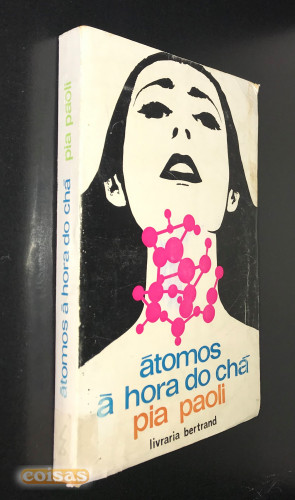 átomos à hora do chá pia paoli
átomos
à hora do chá
pia paoli
livraria bertrand
coisas